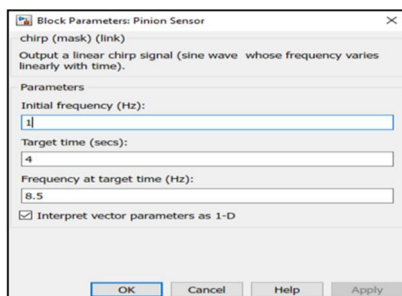 Block Parameters: Pinion Sensor
chirp (mask) (link)
Output a linear chirp signal (sine wave whose frequency varies
linearly with time).
Parameters
Initial frequency (Hz):
1
Target time (secs):
4
Frequency at target time (Hz):
8.5
Interpret vector parameters as 1-D
OK Cancel Help Apply